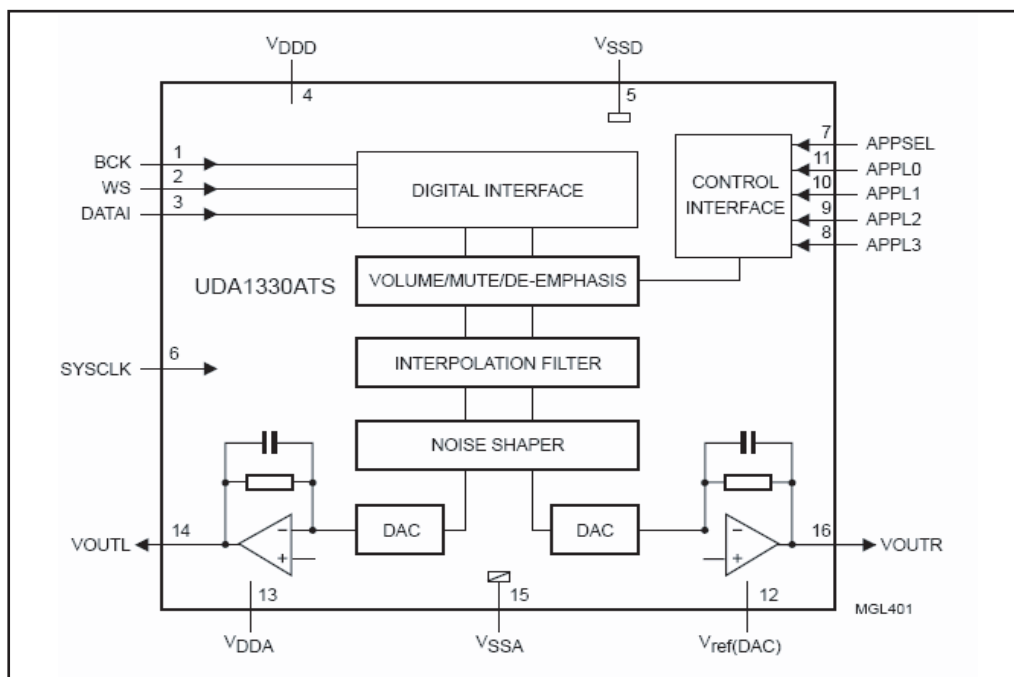 VDDD
VSSD
4
5
BCK
1
WS
2
DATAI
3
DIGITAL INTERFACE
CONTROL
INTERFACE
7
APPSEL
11
APPL0
10
APPL1
9
APPL2
8
APPL3
UDA1330ATS
VOLUME/MUTE/DE-EMPHASIS
SYSCLK
6
INTERPOLATION FILTER
NOISE SHAPER
DAC
DAC
VOUTL
14
−
+
−
+
16
VOUTR
13
15
12
MGL401
VDDA
VSSA
Vref(DAC)